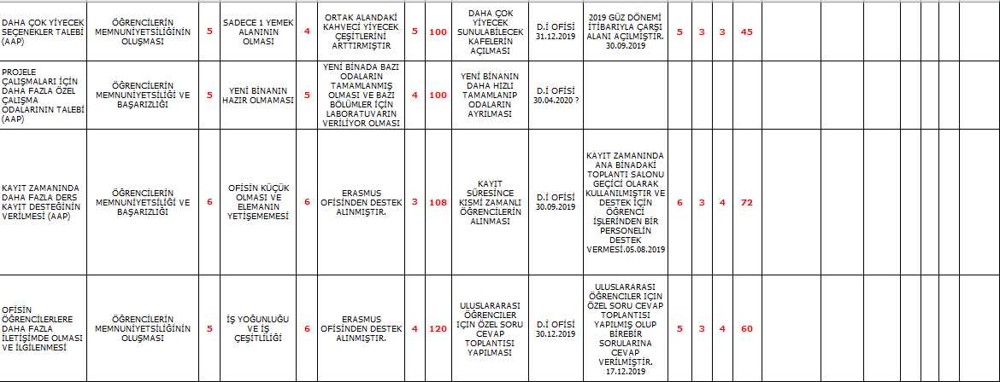 DAHA ÇOK YİYECEK
SEÇENEKLER TALEBİ
(AAP)
ÖĞRENCİLERİN
MEMNUNİYETSİLİĞİNİN
OLUŞMASI
5
SADECE 1 YEMEK
ALANININ
OLMASI
4
ORTAK ALANDAKİ
KAHVECİ YİYECEK
ÇEŞİTLERİNİ
ARTTIRMIŞTIR
5
100
DAHA ÇOK
YİYECEK
SUNULABİLECEK
KAFELERİN
AÇILMASI
D.İ OFİSİ
31.12.2019
2019 GÜZ DÖNEMİ
İTİBARIYLA ÇARŞI
ALANI AÇILMIŞTIR.
30.09.2019
5
3
3
45
PROJELE
ÇALIŞMALARI İÇİN
DAHA FAZLA ÖZEL
ÇALIŞMA
ODALARININ TALEBİ
(AAP)
ÖĞRENCİLERİN
MEMNUNİYETSİLİĞİ VE
BAŞARIZLIĞI
5
YENİ BİNANIN
HAZIR OLMAMASI
5
YENİ BİNADA BAZI
ODALARIN
TAMAMLANMIŞ
OLMASI VE BAZI
BÖLÜMLER İÇİN
LABORATUVARIN
VERİLİYOR OLMASI
4
100
YENİ BİNANIN
DAHA HIZLI
TAMAMLANIP
ODALARIN
AYRILMASI
D.İ OFİSİ
30.04.2020 ?
KAYIT ZAMANINDA
DAHA FAZLA DERS
KAYIT DESTEĞİNİN
VERİLMESİ (AAP)
ÖĞRENCİLERİN
MEMNUNİYETSİLİĞİ VE
BAŞARIZLIĞI
6
OFİSİN KÜÇÜK
OLMASI VE
ELEMANIN
YETİŞEMEMESİ
6
ERASMUS
OFİSİNDEN DESTEK
ALINMIŞTIR.
3
108
KAYIT
SÜRESİNCE
KISMİ ZAMANLI
ÖĞRENCİLERİN
ALINMASI
D.İ OFİSİ
30.09.2019
KAYIT ZAMANINDA
ANA BİNADAKİ
TOPLANTI SALONU
GEÇİCİ OLARAK
KULLANILMIŞTIR VE
DESTEK İÇİN
ÖĞRENCİ
İŞLERİNDEN BİR
PERSONELİN
DESTEK
VERMESİ.05.08.2019
6
3
4
72
OFİSİN
ÖĞRENCİLERLERE
DAHA FAZLA
İLETİŞİMDE OLMASI
VE İLGİLENMESİ
ÖĞRENCİLERİN
MEMNUNİYETSİLİĞİNİN
OLUŞMASI
5
İŞ YOĞUNLUĞU
VE İŞ
ÇEŞİTLİLİĞİ
6
ERASMUS
OFİSİNDEN DESTEK
ALINMIŞTIR.
4
120
ULUSLARARASI
ÖĞRENCİLER
IÇIN ÖZEL SORU
CEVAP
TOPLANTISI
YAPILMASI
D.İ OFİSİ
30.12.2019
ULUSLARARASI
ÖĞRENCİLER IÇIN
ÖZEL SORU CEVAP
TOPLANTISI
YAPILMIŞ OLUP
BİREBİR
SORULARINA
CEVAP
VERİLMİŞTİR.
17.12.2019
5
3
4
60